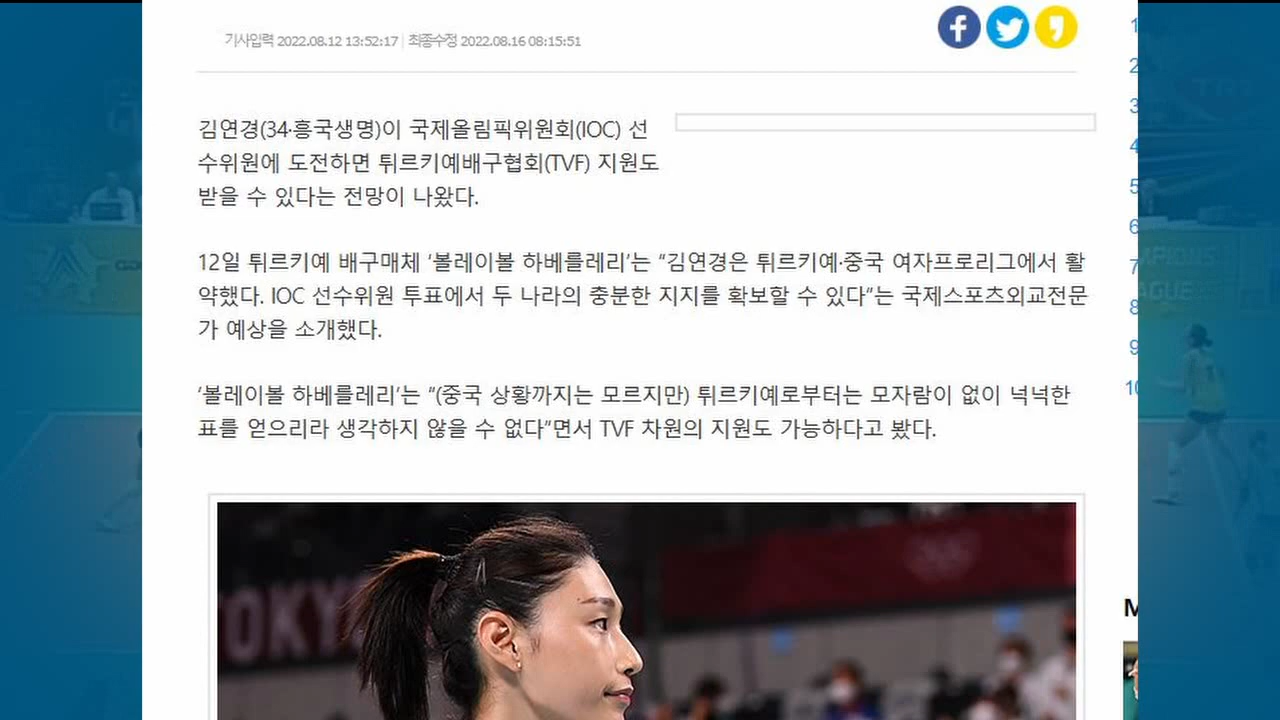 기사입력 2022.08.12 13:52:17 | 최종수정 2022.08.16 08:15:51
김연경(34·흥국생명)이 국제올림픽위원회(IOC) 선
수위원에 도전하면 튀르키예배구협회(TVF) 지원도
받을 수 있다는 전망이 나왔다.
12일 튀르키예 배구매체 ‘볼레이볼 하베를레리’는 “김연경은 튀르키예·중국 여자프로리그에서 활
약했다. IOC 선수위원 투표에서 두 나라의 충분한 지지를 확보할 수 있다”는 국제스포츠외교전문
가 예상을 소개했다.
‘볼레이볼 하베를레리’는 “(중국 상황까지는 모르지만) 튀르키예로부터는 모자람이 없이 넉넉한
표를 얻으리라 생각하지 않을 수 없다”면서 TVF 차원의 지원도 가능하다고 봤다.
TOKYO
1
2
3
4
5
6
7
8
9
10
M